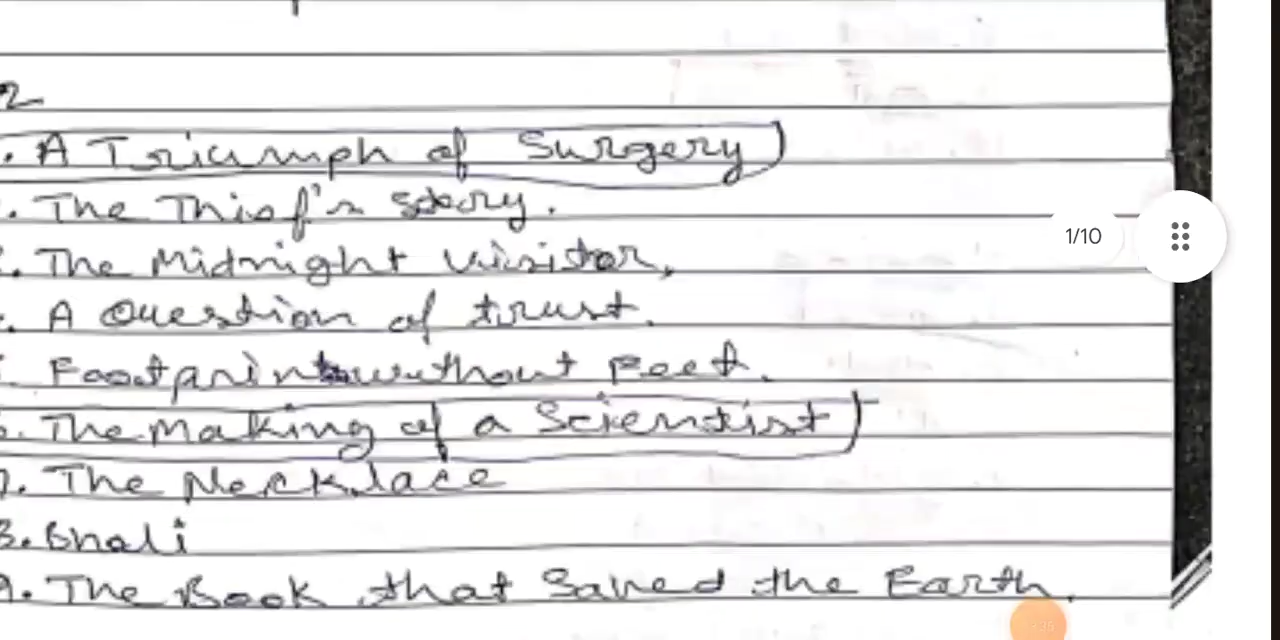 2
. A Triumph of Surgery
. The Thief's Story.
. The Midnight Visitor,
. A Question of trust.
. Footprints without Feet.
. The Making of a Scientist
7. The Necklace
8. Bholi
9. The Book that Saved the Earth.
1/10